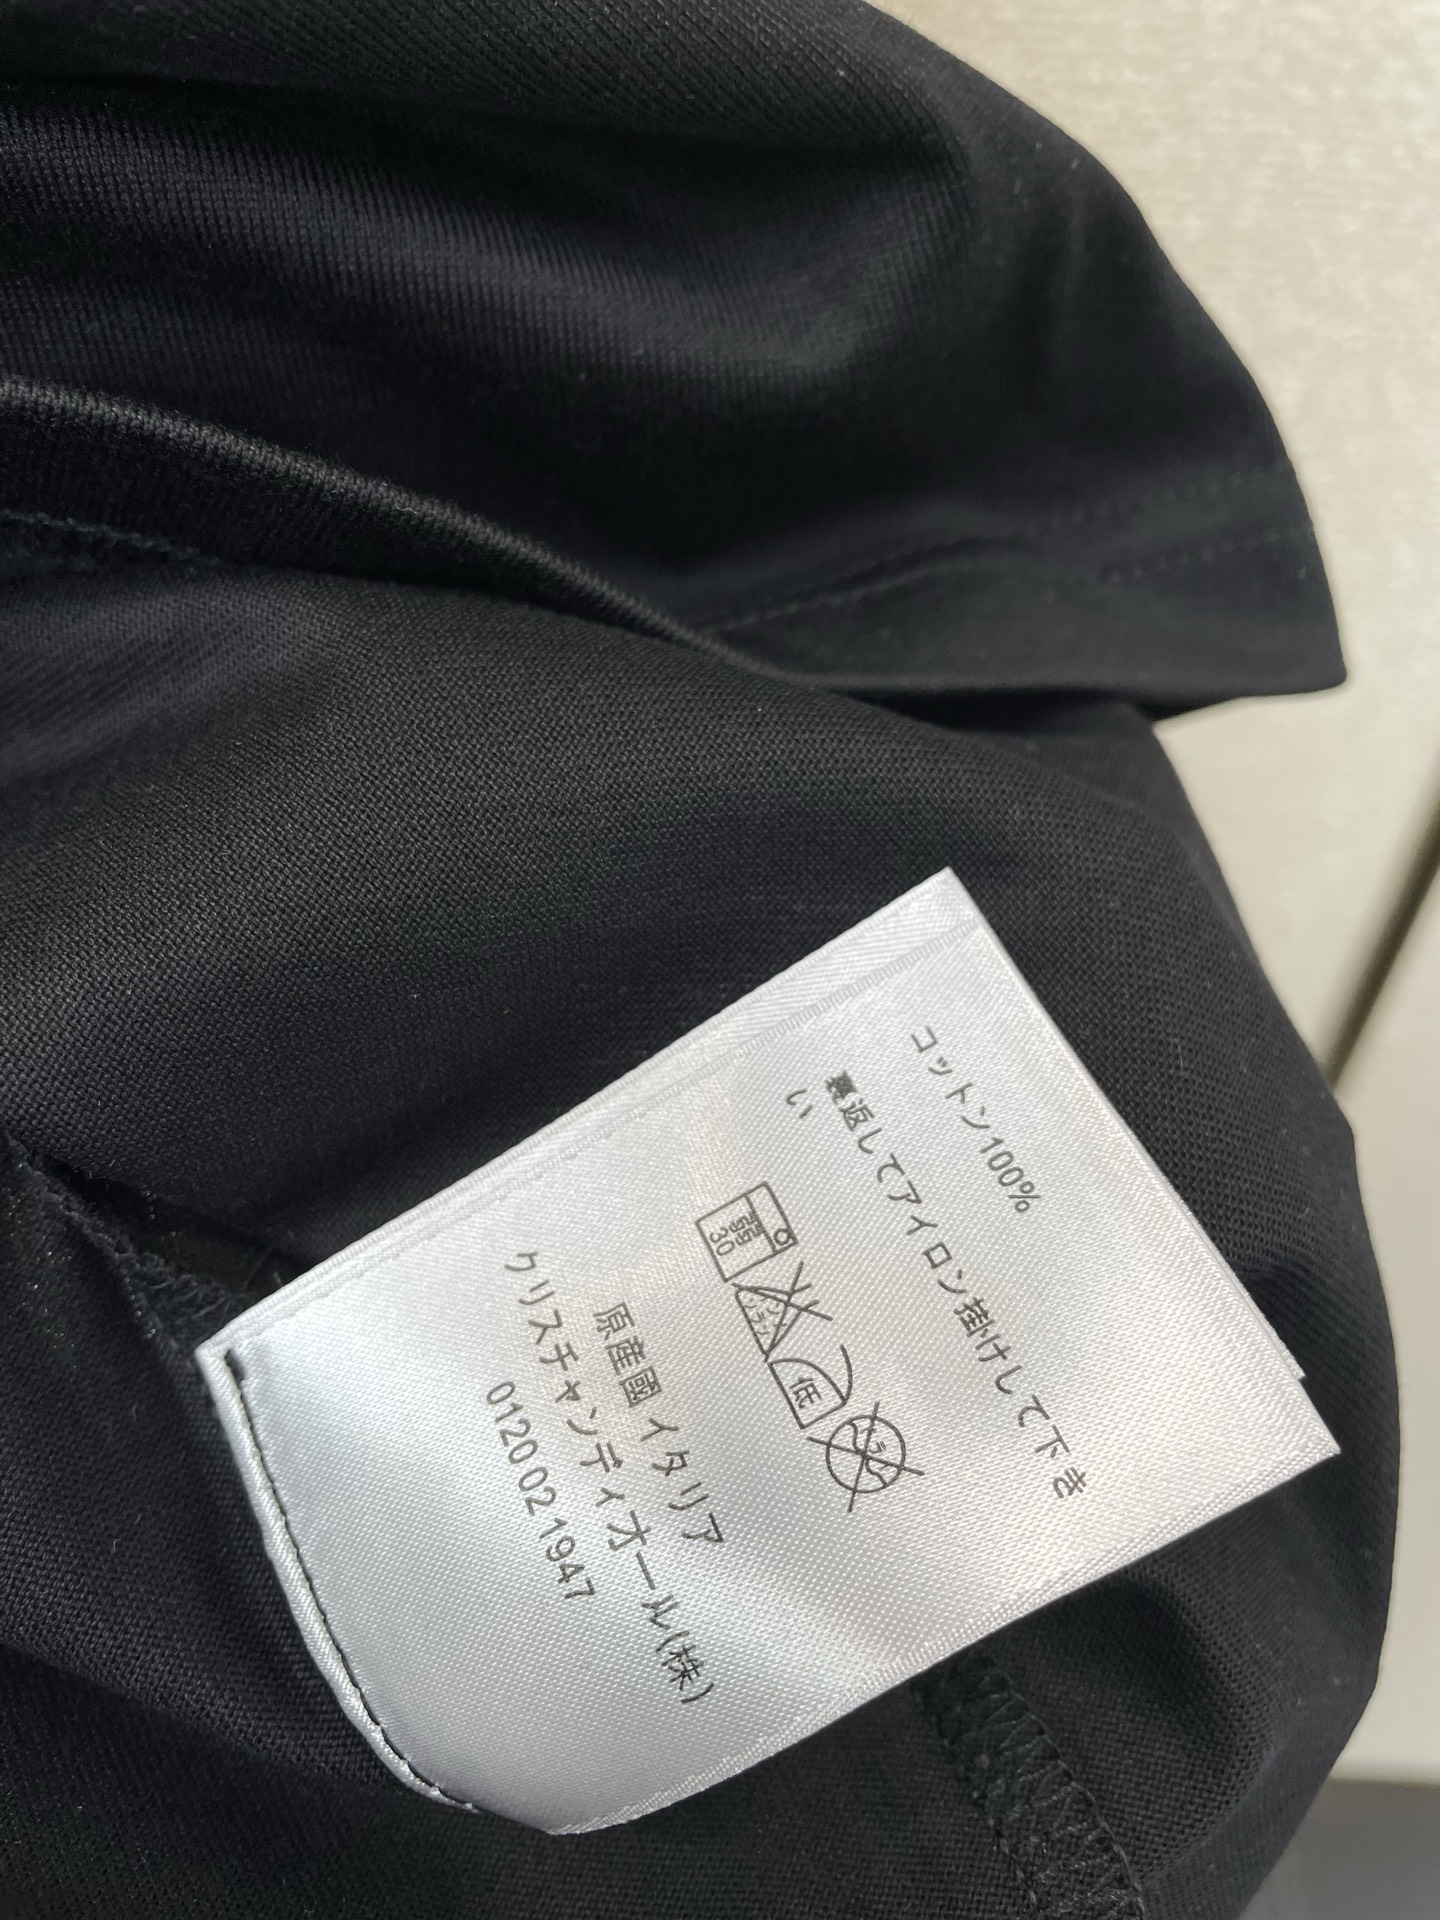 コットン100%
裏返してアイロン掛けして下さ
い
弱
30
低
原産國 イタリア
クリスチャンディオール(株)
0120 02 1947